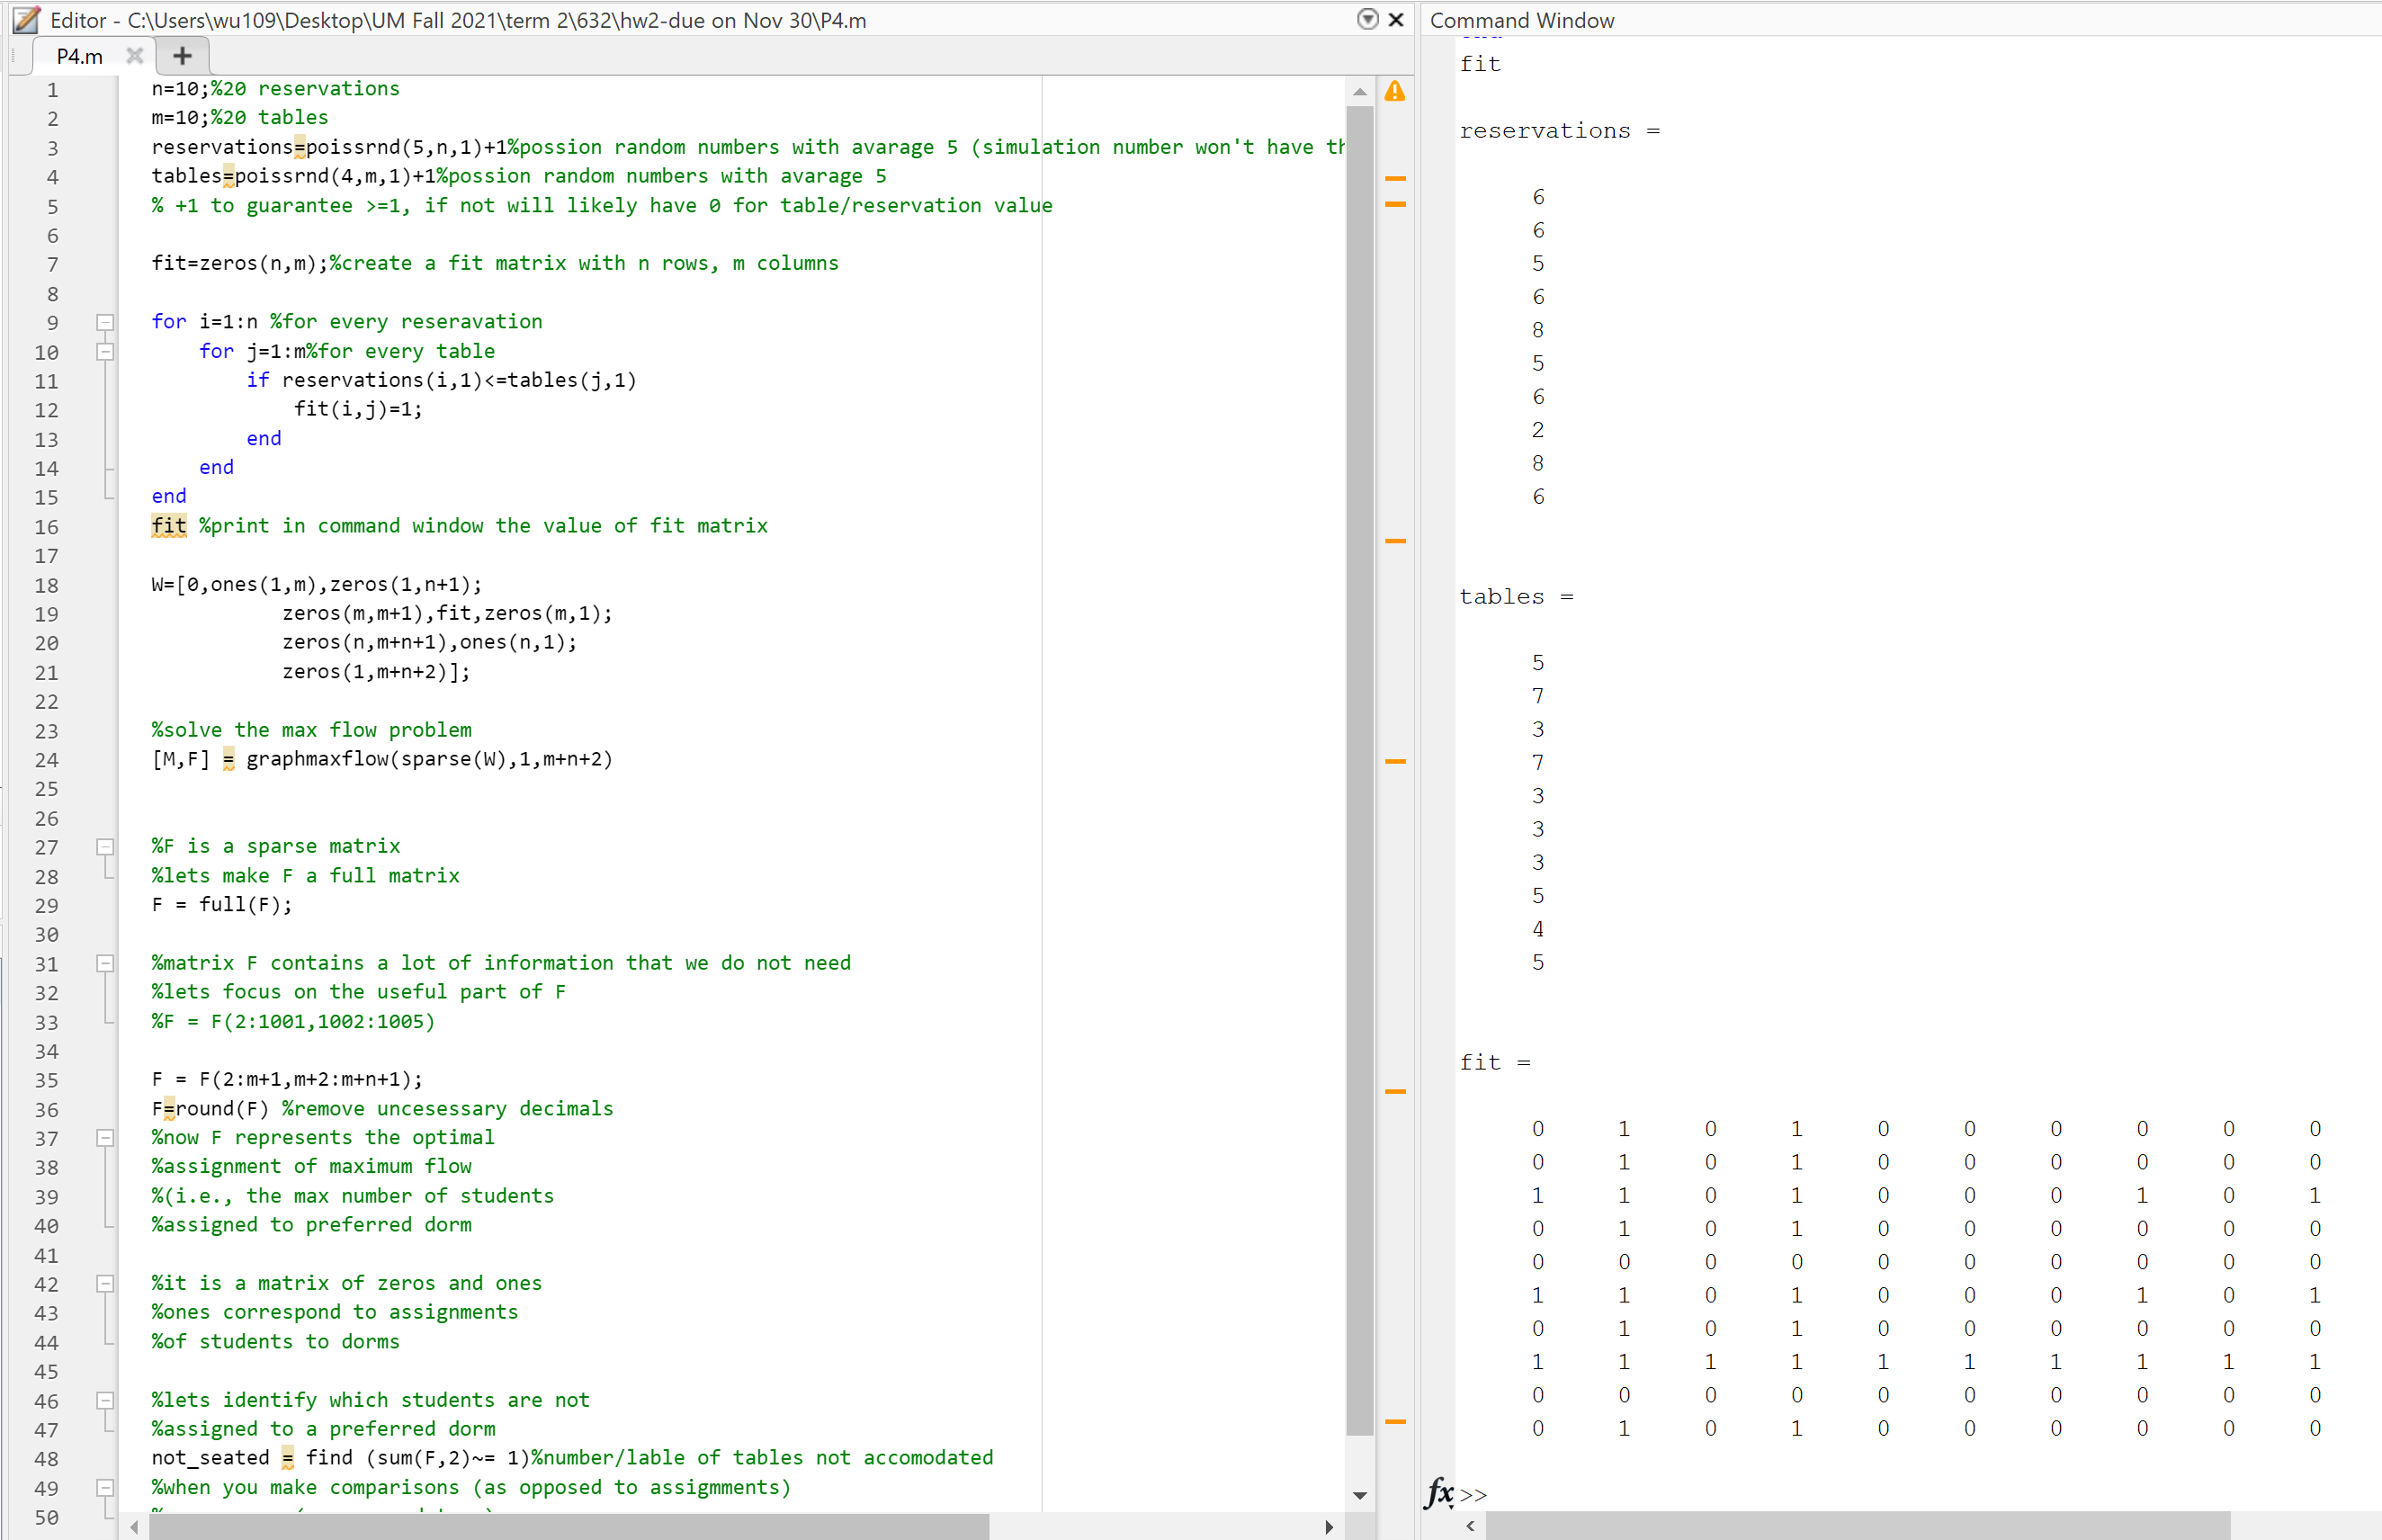 Editor - C:\Users\wu109\Desktop\UM Fall 2021\term 2\632\hw2-due on Nov 30\P4.m
P4.m
1 n=10;%20 reservations
2 m=10;%20 tables
3 reservations=poissrnd(5,n,1)+1%possion random numbers with avarage 5 (simulation number won't have th
4 tables=poissrnd(4,m,1)+1%possion random numbers with avarage 5
5 % +1 to guarantee >=1, if not will likely have 0 for table/reservation value
6
7 fit=zeros(n,m);%create a fit matrix with n rows, m columns
8
9 for i=1:n %for every reseravation
10 for j=1:m%for every table
11 if reservations(i,1)<=tables(j,1)
12 fit(i,j)=1;
13 end
14 end
15 end
16 fit %print in command window the value of fit matrix
17
18 W=[0,ones(1,m),zeros(1,n+1);
19 zeros(m,m+1),fit,zeros(m,1);
20 zeros(n,m+n+1),ones(n,1);
21 zeros(1,m+n+2)];
22
23 %solve the max flow problem
24 [M,F] = graphmaxflow(sparse(W),1,m+n+2)
25
26
27 %F is a sparse matrix
28 %lets make F a full matrix
29 F = full(F);
30
31 %matrix F contains a lot of information that we do not need
32 %lets focus on the useful part of F
33 %F = F(2:1001,1002:1005)
34
35 F = F(2:m+1,m+2:m+n+1);
36 F=round(F) %remove uncesessary decimals
37 %now F represents the optimal
38 %assignment of maximum flow
39 %(i.e., the max number of students
40 %assigned to preferred dorm
41
42 %it is a matrix of zeros and ones
43 %ones correspond to assignments
44 %of students to dorms
45
46 %lets identify which students are not
47 %assigned to a preferred dorm
48 not_seated = find (sum(F,2)~= 1)%number/lable of tables not accomodated
49 %when you make comparisons (as opposed to assigmments)
50
Command Window
fit
reservations =
6
6
5
6
8
5
6
2
8
6
tables =
5
7
3
7
3
3
3
5
4
5
fit =
0 1 0 1 0 0 0 0 0 0
0 1 0 1 0 0 0 0 0 0
1 1 0 1 0 0 0 1 0 1
0 1 0 1 0 0 0 0 0 0
0 0 0 0 0 0 0 0 0 0
1 1 0 1 0 0 0 1 0 1
0 1 0 1 0 0 0 0 0 0
1 1 1 1 1 1 1 1 1 1
0 0 0 0 0 0 0 0 0 0
0 1 0 1 0 0 0 0 0 0
fx >>